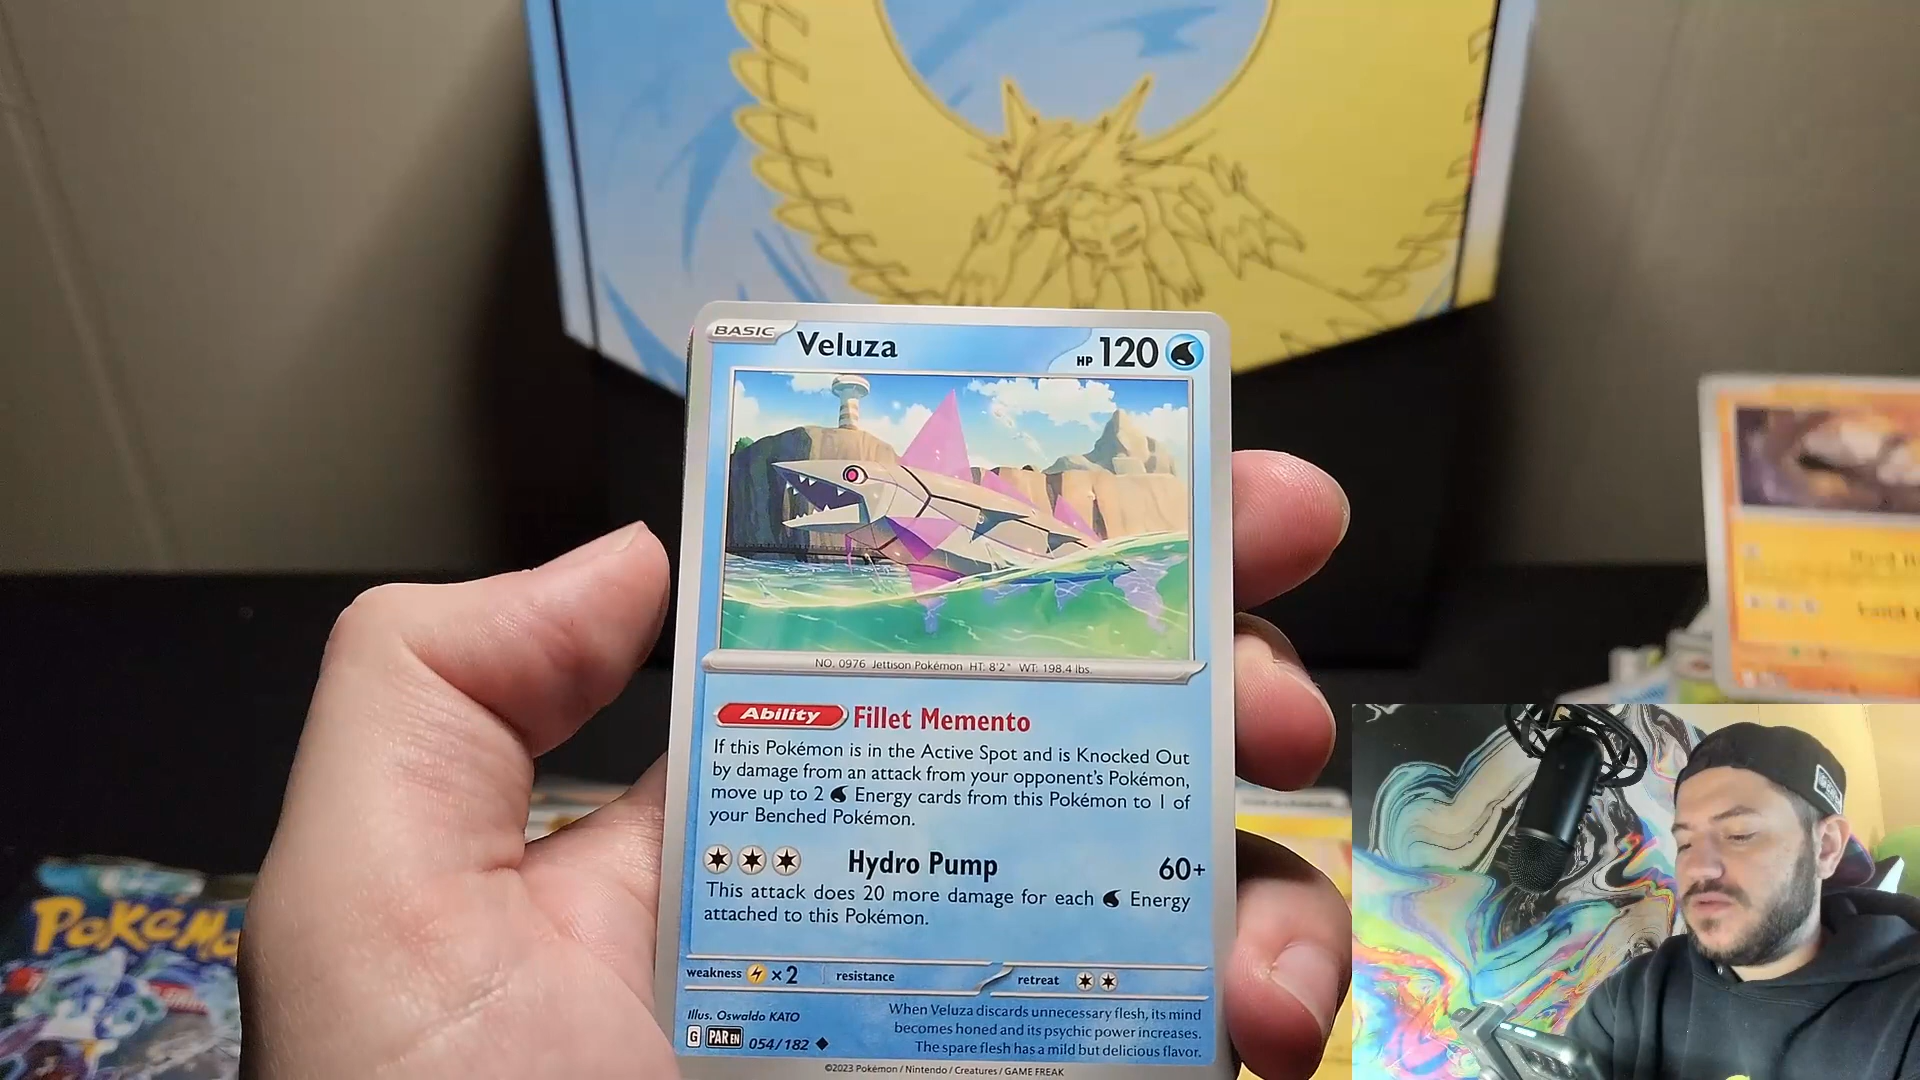 BASIC Veluza HP 120
NO. 0976 Jettison Pokémon HT: 8'2" WT: 198.4 lbs.
Ability Fillet Memento
If this Pokémon is in the Active Spot and is Knocked Out
by damage from an attack from your opponent's Pokémon,
move up to 2 Energy cards from this Pokémon to 1 of
your Benched Pokémon.
Hydro Pump 60+
This attack does 20 more damage for each Energy
attached to this Pokémon.
weakness ×2 resistance retreat
Illus. Oswaldo KATO
When Veluza discards unnecessary flesh, its mind
becomes honed and its psychic power increases.
The spare flesh has a mild but delicious flavor.
G PAR EN 054/182
©2023 Pokémon / Nintendo / Creatures / GAME FREAK